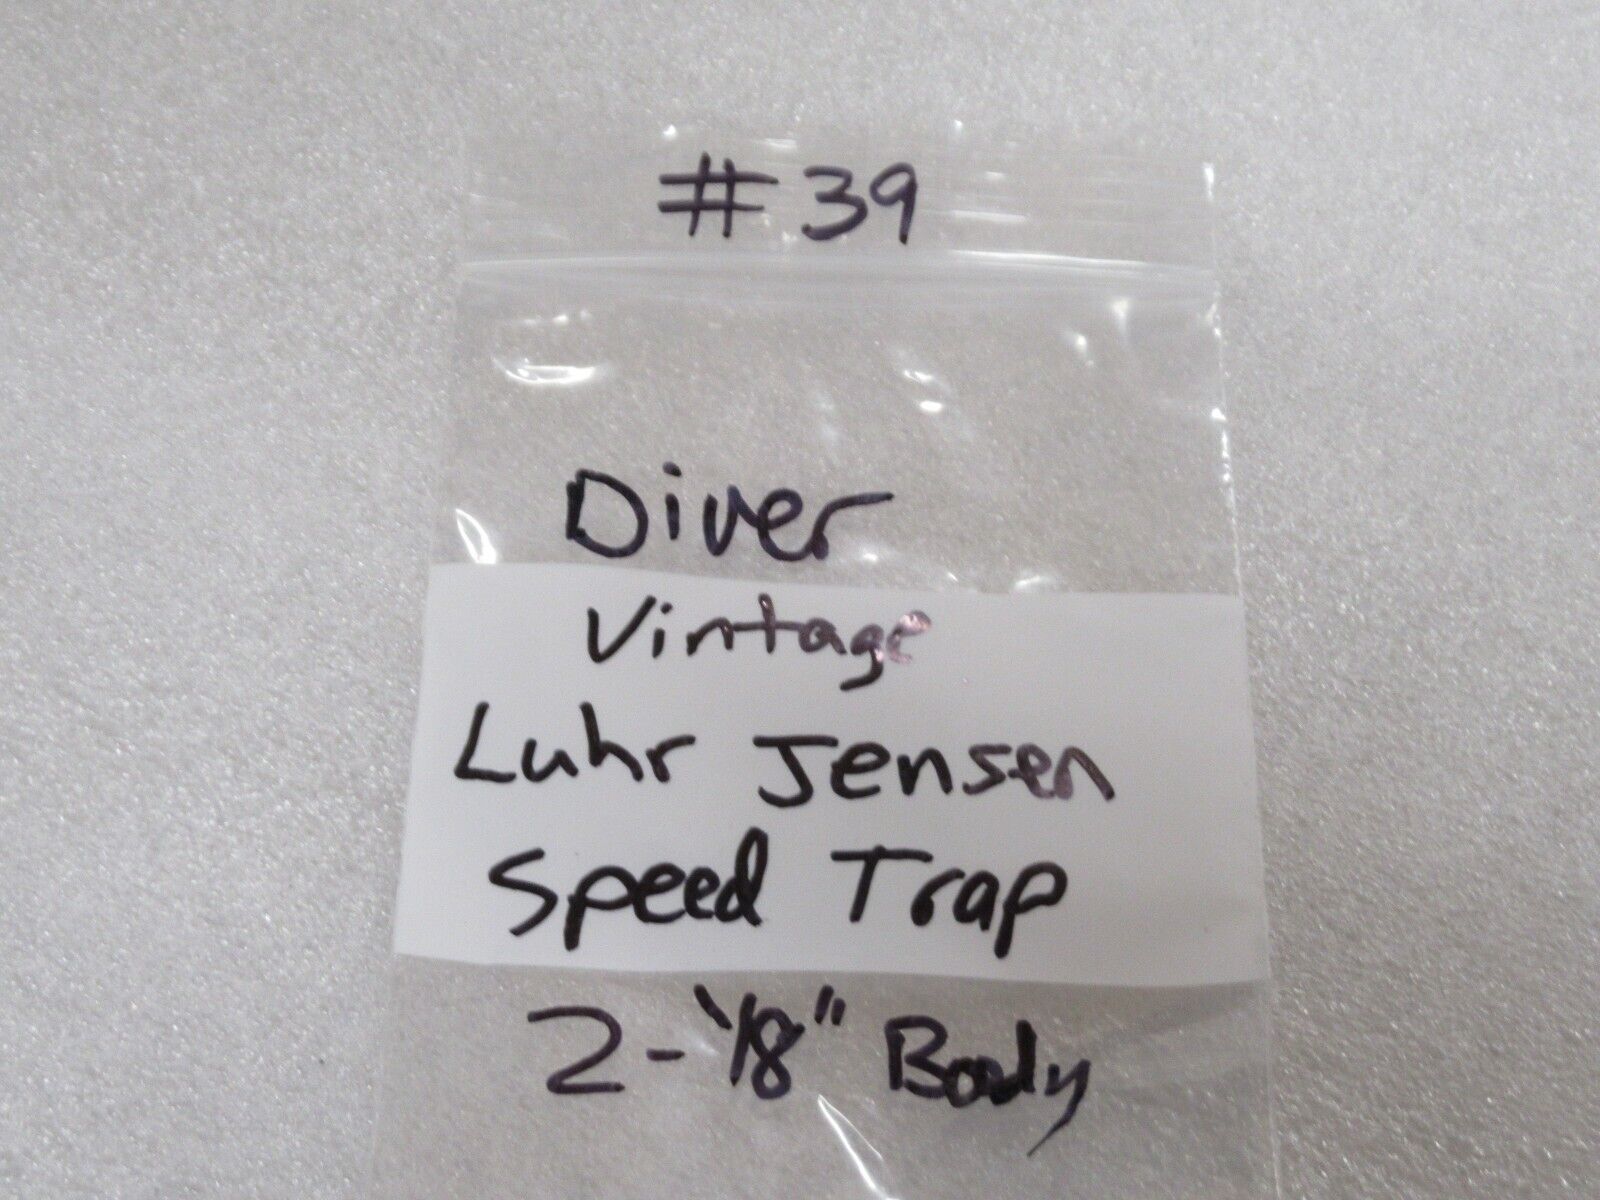 #39
Diver
Vintage
Luhr Jensen
Speed Trap
2-1/8" Body